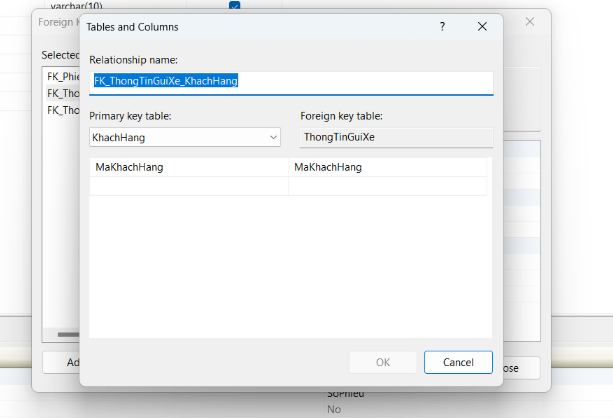 varchar(10)
Foreign K
Tables and Columns
?
Selected
Relationship name:
FK_Phie
FK_Tho
FK_Tho
FK_ThongTinGuiXe_KhachHang
Primary key table:
Foreign key table:
KhachHang
ThongTinGuiXe
MaKhachHang
MaKhachHang
Ad
OK
Cancel
ose
SoPhieu
No